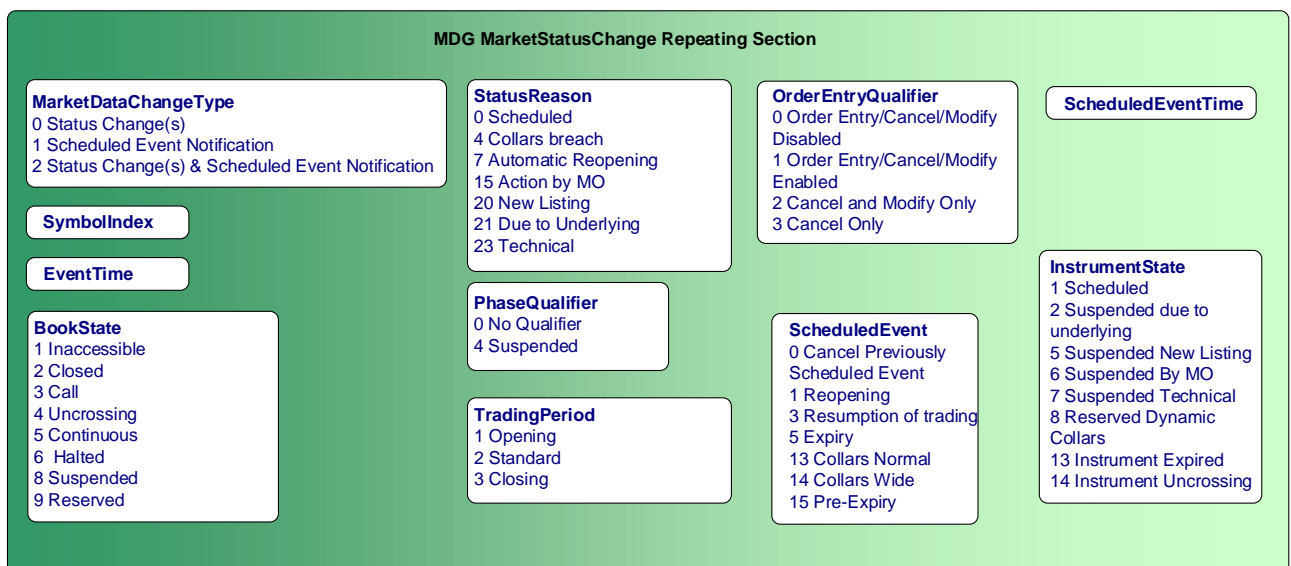 MDG MarketStatusChange Repeating Section
MarketDataChangeType
0 Status Change(s)
1 Scheduled Event Notification
2 Status Change(s) & Scheduled Event Notification
SymbolIndex
EventTime
BookState
1 Inaccessible
2 Closed
3 Call
4 Uncrossing
5 Continuous
6 Halted
8 Suspended
9 Reserved
StatusReason
0 Scheduled
4 Collars breach
7 Automatic Reopening
15 Action by MO
20 New Listing
21 Due to Underlying
23 Technical
PhaseQualifier
0 No Qualifier
4 Suspended
TradingPeriod
1 Opening
2 Standard
3 Closing
OrderEntryQualifier
0 Order Entry/Cancel/Modify
Disabled
1 Order Entry/Cancel/Modify
Enabled
2 Cancel and Modify Only
3 Cancel Only
ScheduledEvent
0 Cancel Previously
Scheduled Event
1 Reopening
3 Resumption of trading
5 Expiry
13 Collars Normal
14 Collars Wide
15 Pre-Expiry
ScheduledEventTime
InstrumentState
1 Scheduled
2 Suspended due to
underlying
5 Suspended New Listing
6 Suspended By MO
7 Suspended Technical
8 Reserved Dynamic
Collars
13 Instrument Expired
14 Instrument Uncrossing